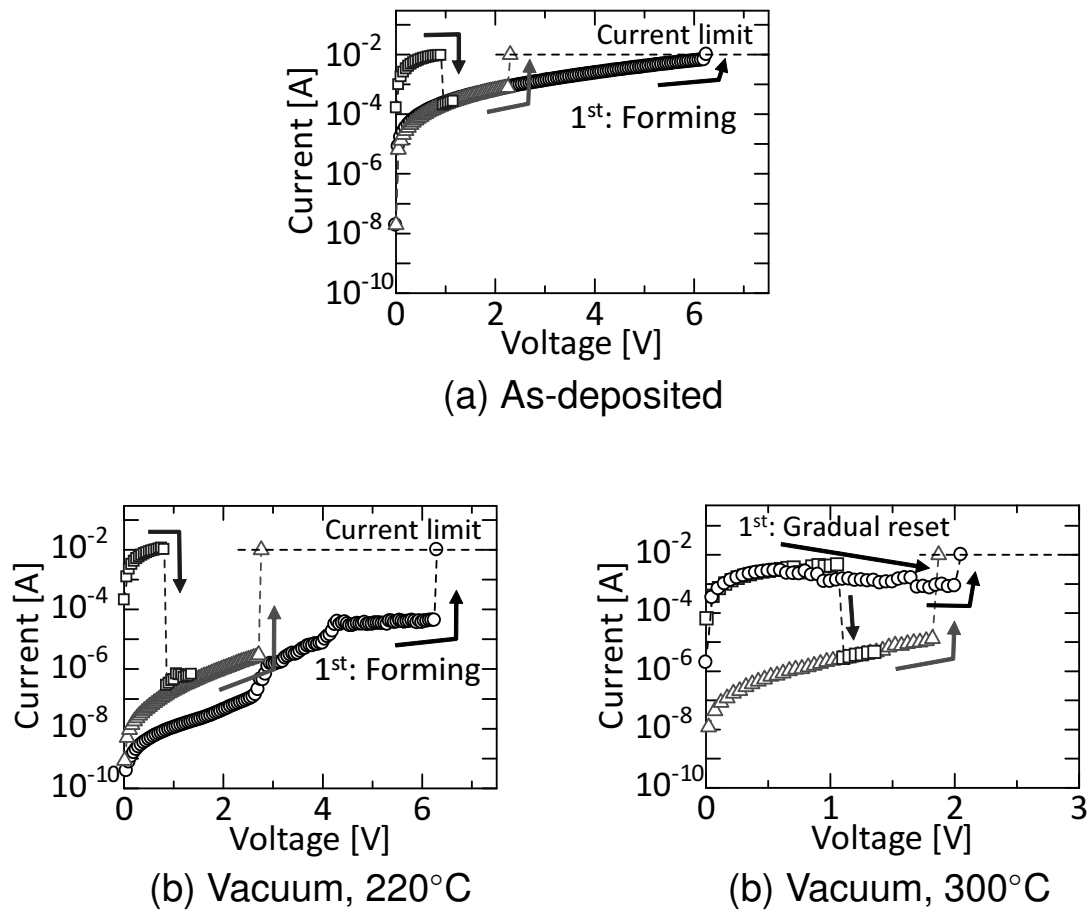 Current limit
10⁻²
10⁻⁴
10⁻⁶
10⁻⁸
10⁻¹⁰
Current [A]
1ˢᵗ: Forming
0 2 4 6
Voltage [V]
(a) As-deposited
Current limit
10⁻²
10⁻⁴
10⁻⁶
10⁻⁸
10⁻¹⁰
Current [A]
1ˢᵗ: Forming
0 2 4 6
Voltage [V]
(b) Vacuum, 220°C
1ˢᵗ: Gradual reset
10⁻²
10⁻⁴
10⁻⁶
10⁻⁸
10⁻¹⁰
Current [A]
0 1 2 3
Voltage [V]
(b) Vacuum, 300°C